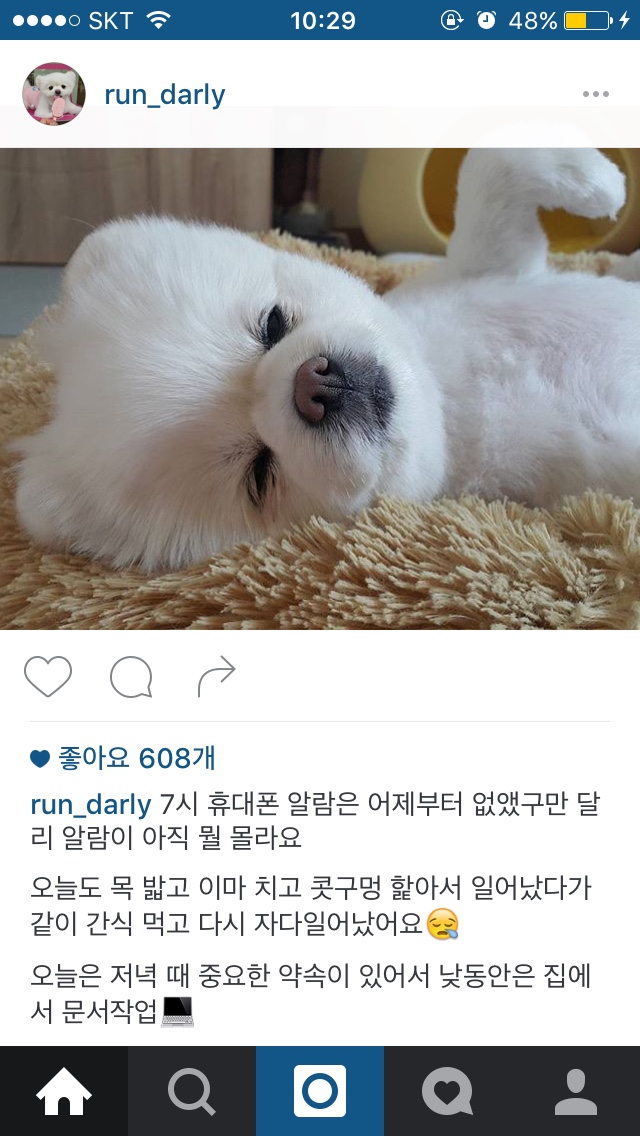 SKT 10:29 48%
run_darly
좋아요 608개
run_darly 7시 휴대폰 알람은 어제부터 없앴구만 달
리 알람이 아직 뭘 몰라요
오늘도 목 밟고 이마 치고 콧구멍 핥아서 일어났다가
같이 간식 먹고 다시 자다일어났어요😪
오늘은 저녁 때 중요한 약속이 있어서 낮동안은 집에
서 문서작업💻